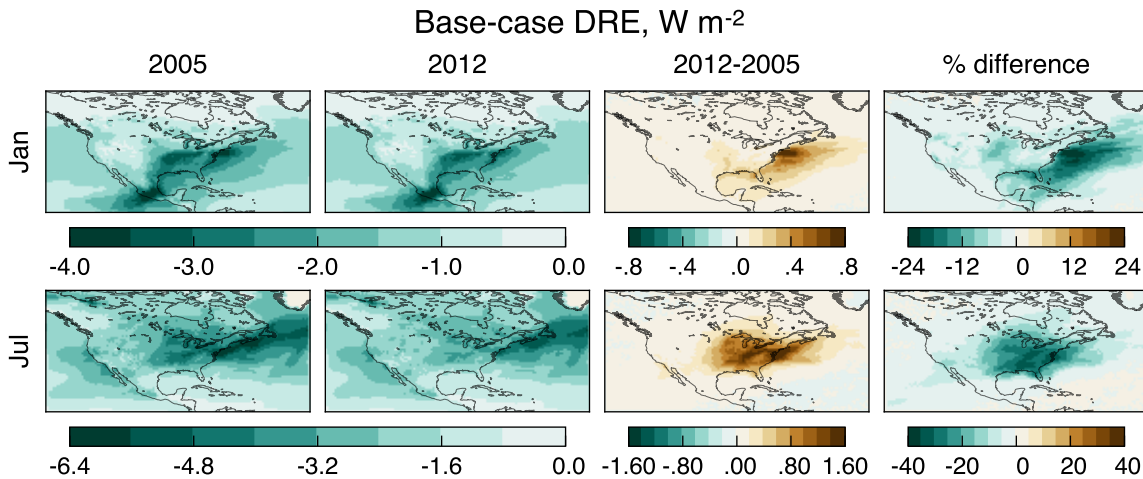 Base-case DRE, W m-2
2005 2012 2012-2005 % difference
Jan
-4.0 -3.0 -2.0 -1.0 0.0 -.8 -.4 .0 .4 .8 -24 -12 0 12 24
Jul
-6.4 -4.8 -3.2 -1.6 0.0 -1.60 -.80 .00 .80 1.60 -40 -20 0 20 40